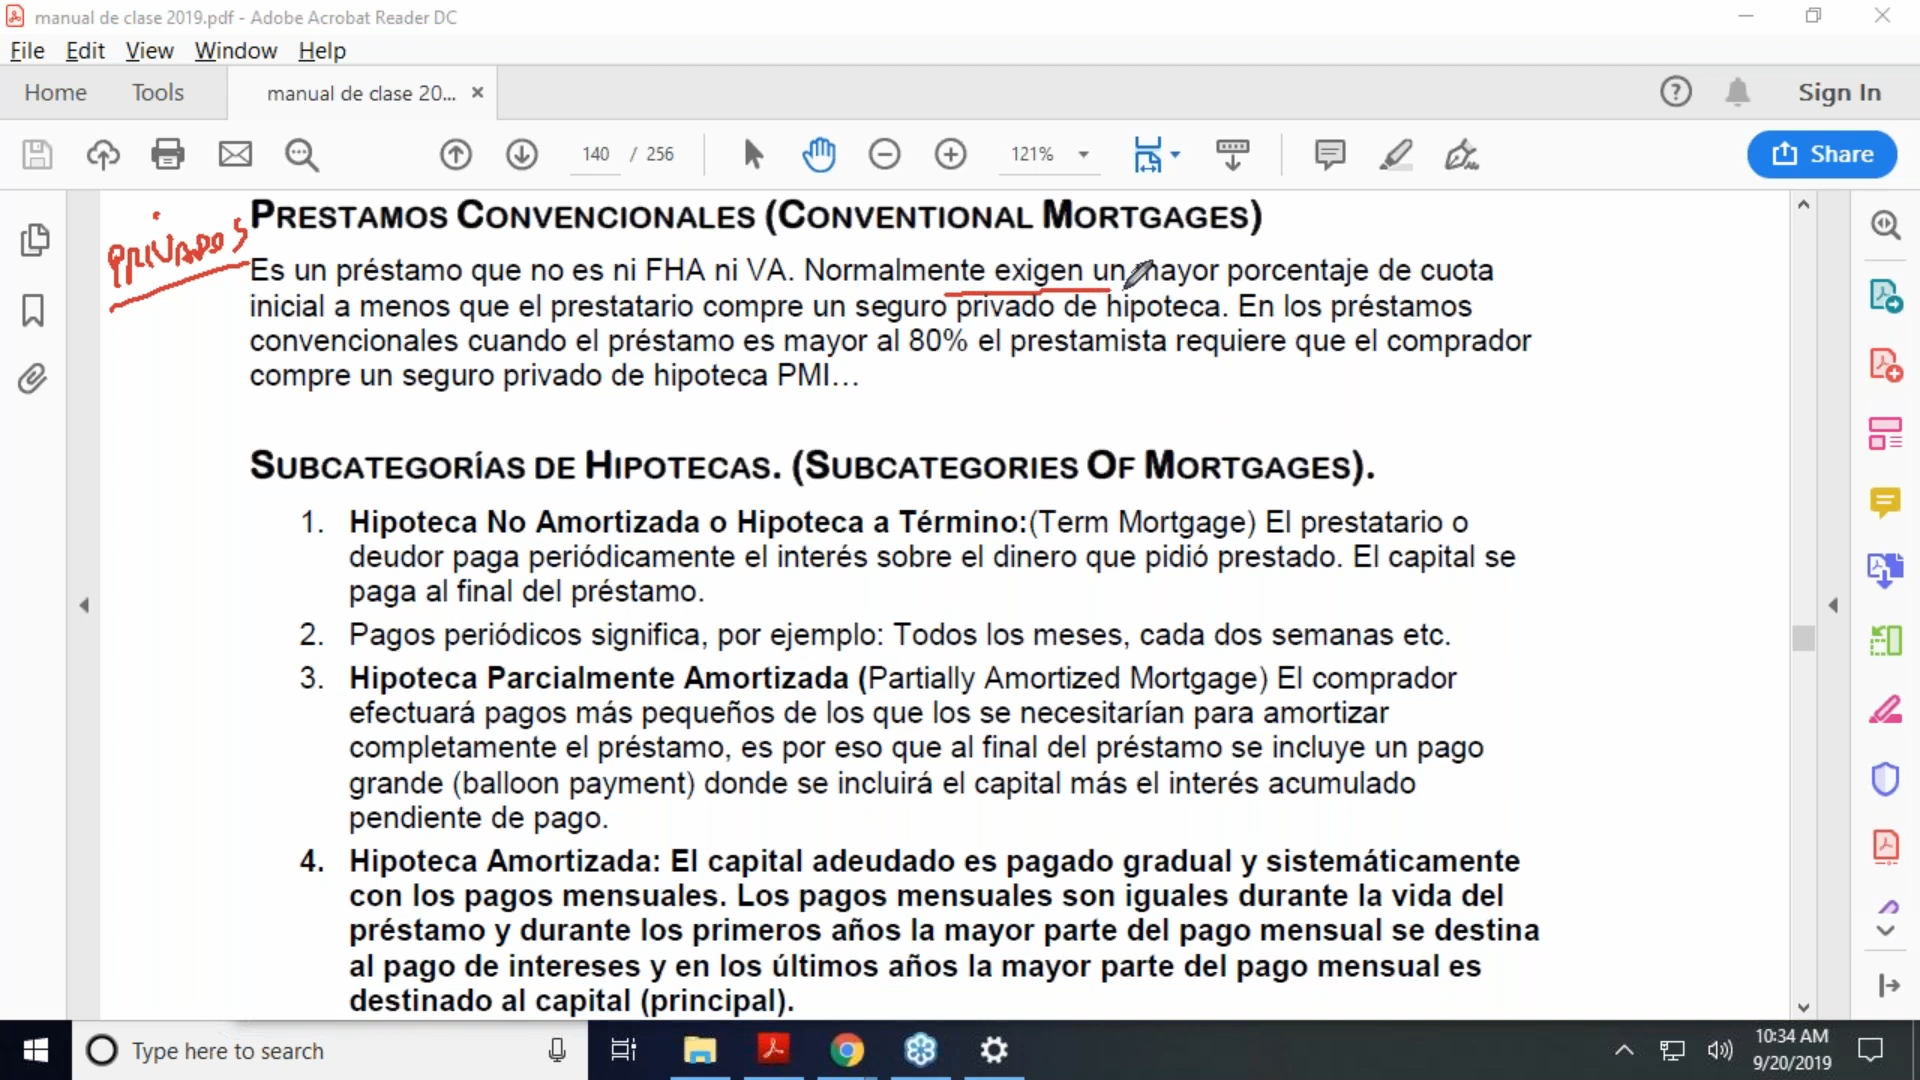 manual de clase 2019.pdf - Adobe Acrobat Reader DC
File Edit View Window Help
Home Tools manual de clase 20... × Sign In
140 / 256 121% Share
PRIVADOS
PRESTAMOS CONVENCIONALES (CONVENTIONAL MORTGAGES)
Es un préstamo que no es ni FHA ni VA. Normalmente exigen un mayor porcentaje de cuota
inicial a menos que el prestatario compre un seguro privado de hipoteca. En los préstamos
convencionales cuando el préstamo es mayor al 80% el prestamista requiere que el comprador
compre un seguro privado de hipoteca PMI…
SUBCATEGORÍAS DE HIPOTECAS. (SUBCATEGORIES OF MORTGAGES).
1. Hipoteca No Amortizada o Hipoteca a Término:(Term Mortgage) El prestatario o
deudor paga periódicamente el interés sobre el dinero que pidió prestado. El capital se
paga al final del préstamo.
2. Pagos periódicos significa, por ejemplo: Todos los meses, cada dos semanas etc.
3. Hipoteca Parcialmente Amortizada (Partially Amortized Mortgage) El comprador
efectuará pagos más pequeños de los que los se necesitarían para amortizar
completamente el préstamo, es por eso que al final del préstamo se incluye un pago
grande (balloon payment) donde se incluirá el capital más el interés acumulado
pendiente de pago.
4. Hipoteca Amortizada: El capital adeudado es pagado gradual y sistemáticamente
con los pagos mensuales. Los pagos mensuales son iguales durante la vida del
préstamo y durante los primeros años la mayor parte del pago mensual se destina
al pago de intereses y en los últimos años la mayor parte del pago mensual es
destinado al capital (principal).
Type here to search
10:34 AM
9/20/2019